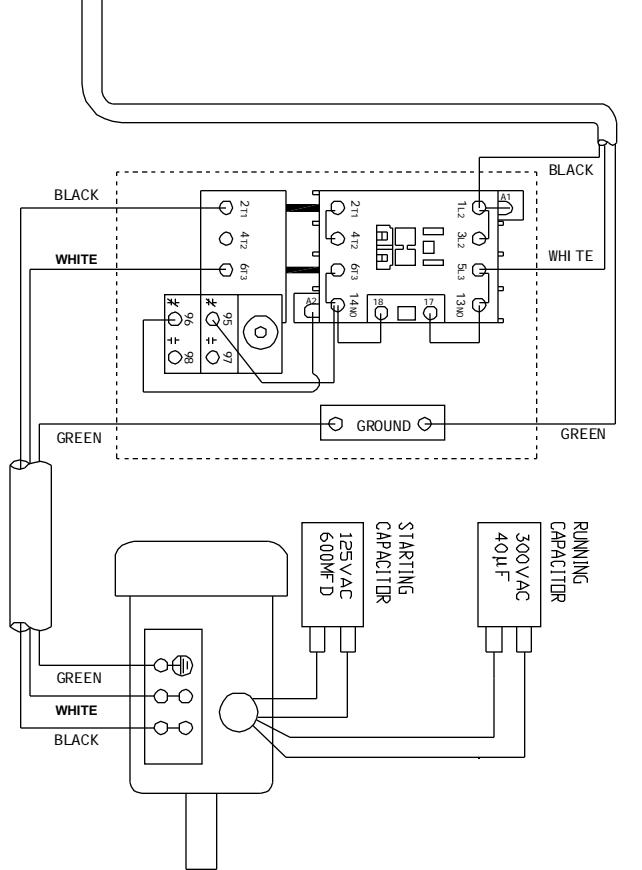 BLACK
BLACK
WHITE
WHITE
2T1
4T2
6T3
2T1
4T2
6T3
14NO
A2
18
17
1L2
3L2
5L3
13NO
A1
96
95
98
97
GROUND
GREEN
GREEN
125VAC
600MFD
STARTING
CAPACITOR
300VAC
40µF
RUNNING
CAPACITOR
GREEN
WHITE
BLACK